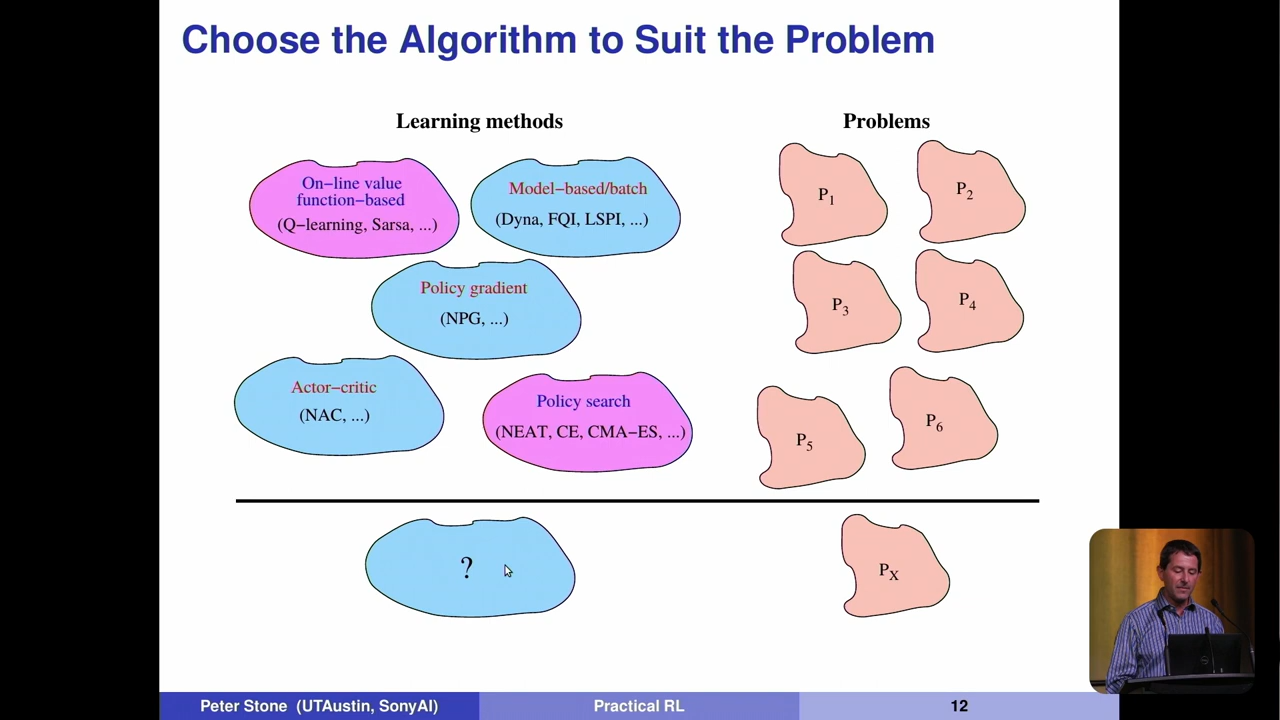 Choose the Algorithm to Suit the Problem
Learning methods
Problems
On−line value
function−based
(Q−learning, Sarsa, ...)
Model−based/batch
(Dyna, FQI, LSPI, ...)
Policy gradient
(NPG, ...)
Actor−critic
(NAC, ...)
Policy search
(NEAT, CE, CMA−ES, ...)
P1
P2
P3
P4
P5
P6
?
PX
Peter Stone (UTAustin, SonyAI)
Practical RL
12